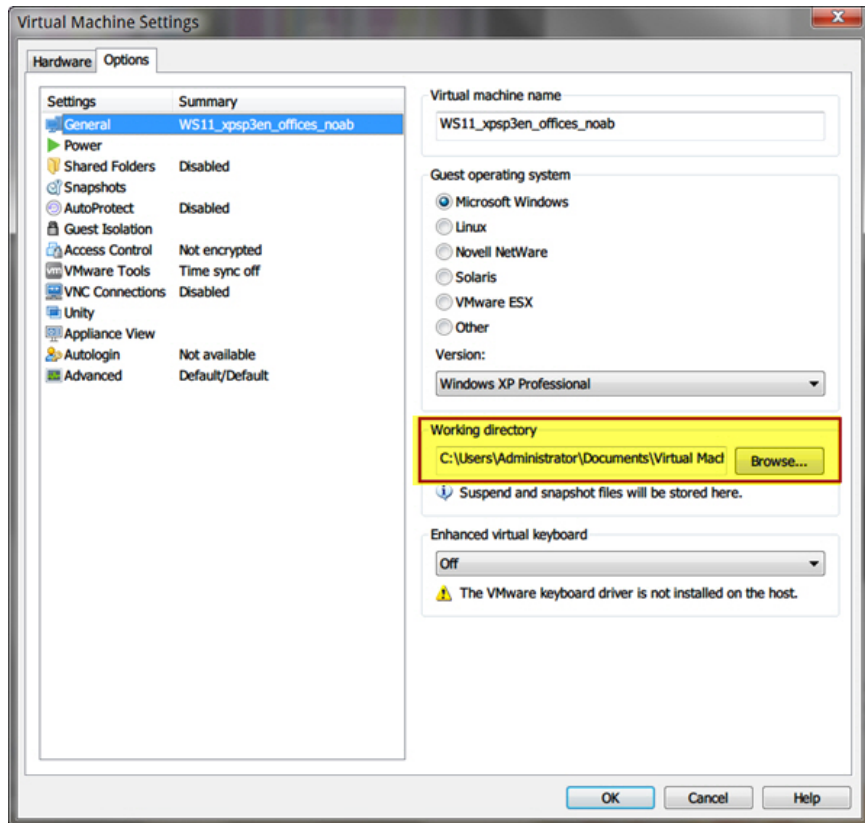 Virtual Machine Settings
Hardware
Options
Settings Summary
General WS11_xpsp3en_offices_noab
Power
Shared Folders Disabled
Snapshots
AutoProtect Disabled
Guest Isolation
Access Control Not encrypted
vm VMware Tools Time sync off
VNC Connections Disabled
Unity
Appliance View
Autologin Not available
Advanced Default/Default
Virtual machine name
WS11_xpsp3en_offices_noab
Guest operating system
Microsoft Windows
Linux
Novell NetWare
Solaris
VMware ESX
Other
Version:
Windows XP Professional
Working directory
C:\Users\Administrator\Documents\Virtual Macl
Browse...
Suspend and snapshot files will be stored here.
Enhanced virtual keyboard
Off
The VMware keyboard driver is not installed on the host.
OK Cancel Help